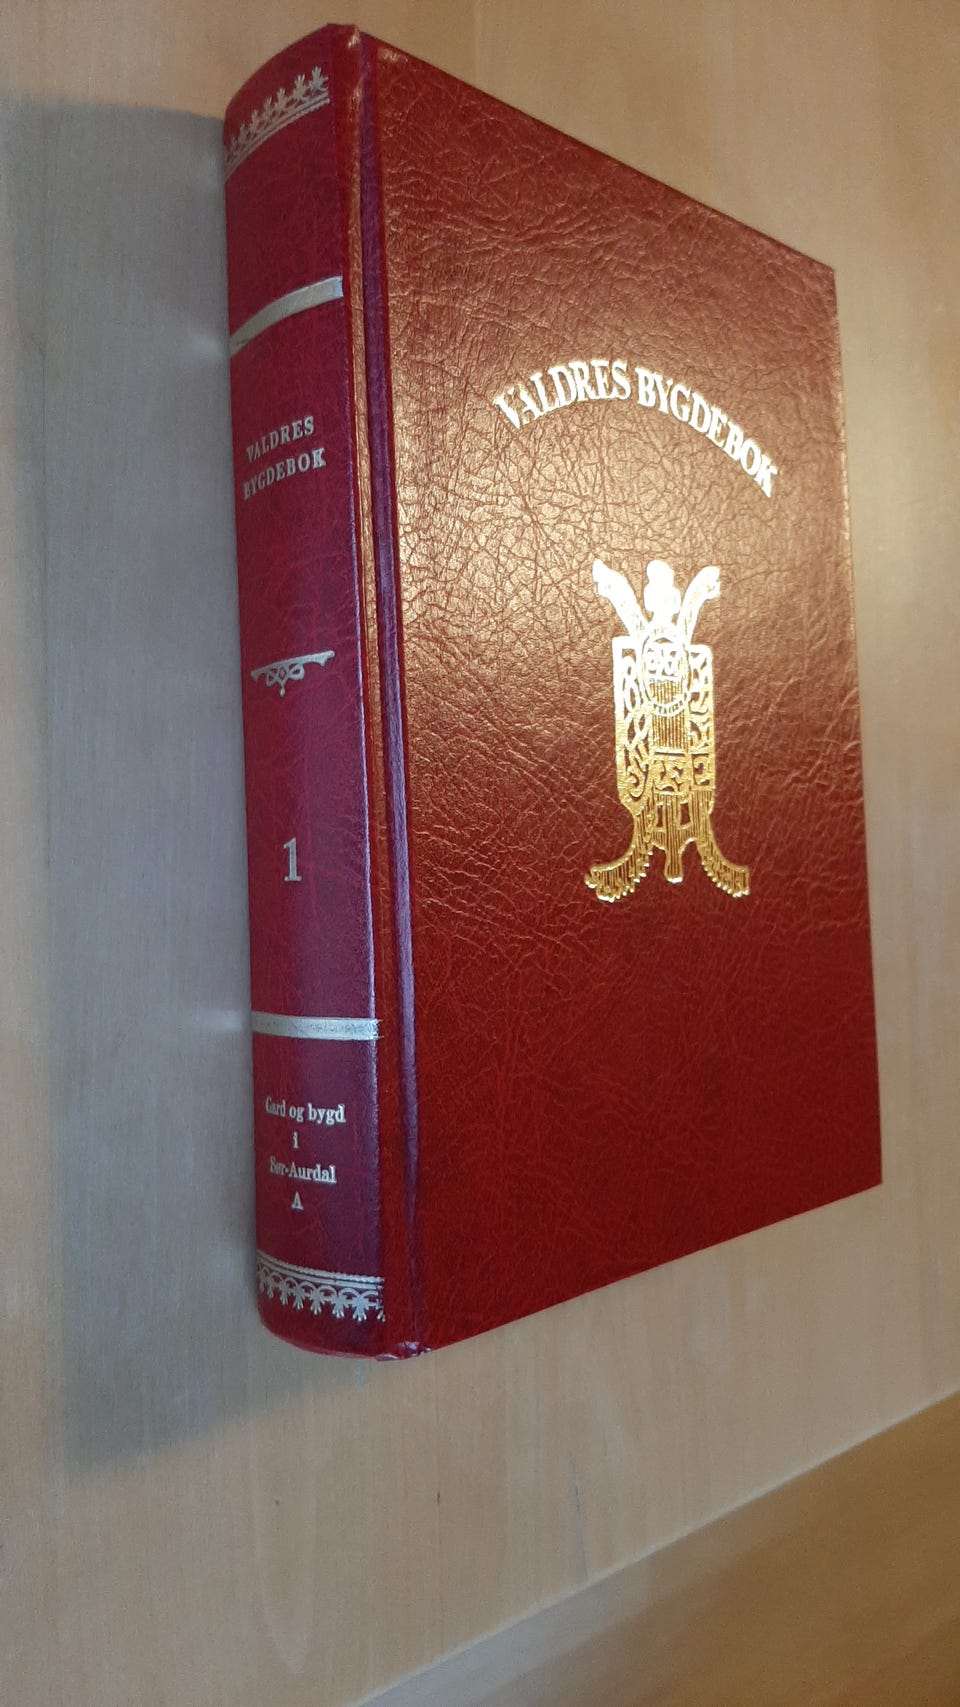 VALDRES
BYGDEBOK
1
Gard og bygd
i
Sør-Aurdal
A
VALDRES BYGDEBOK